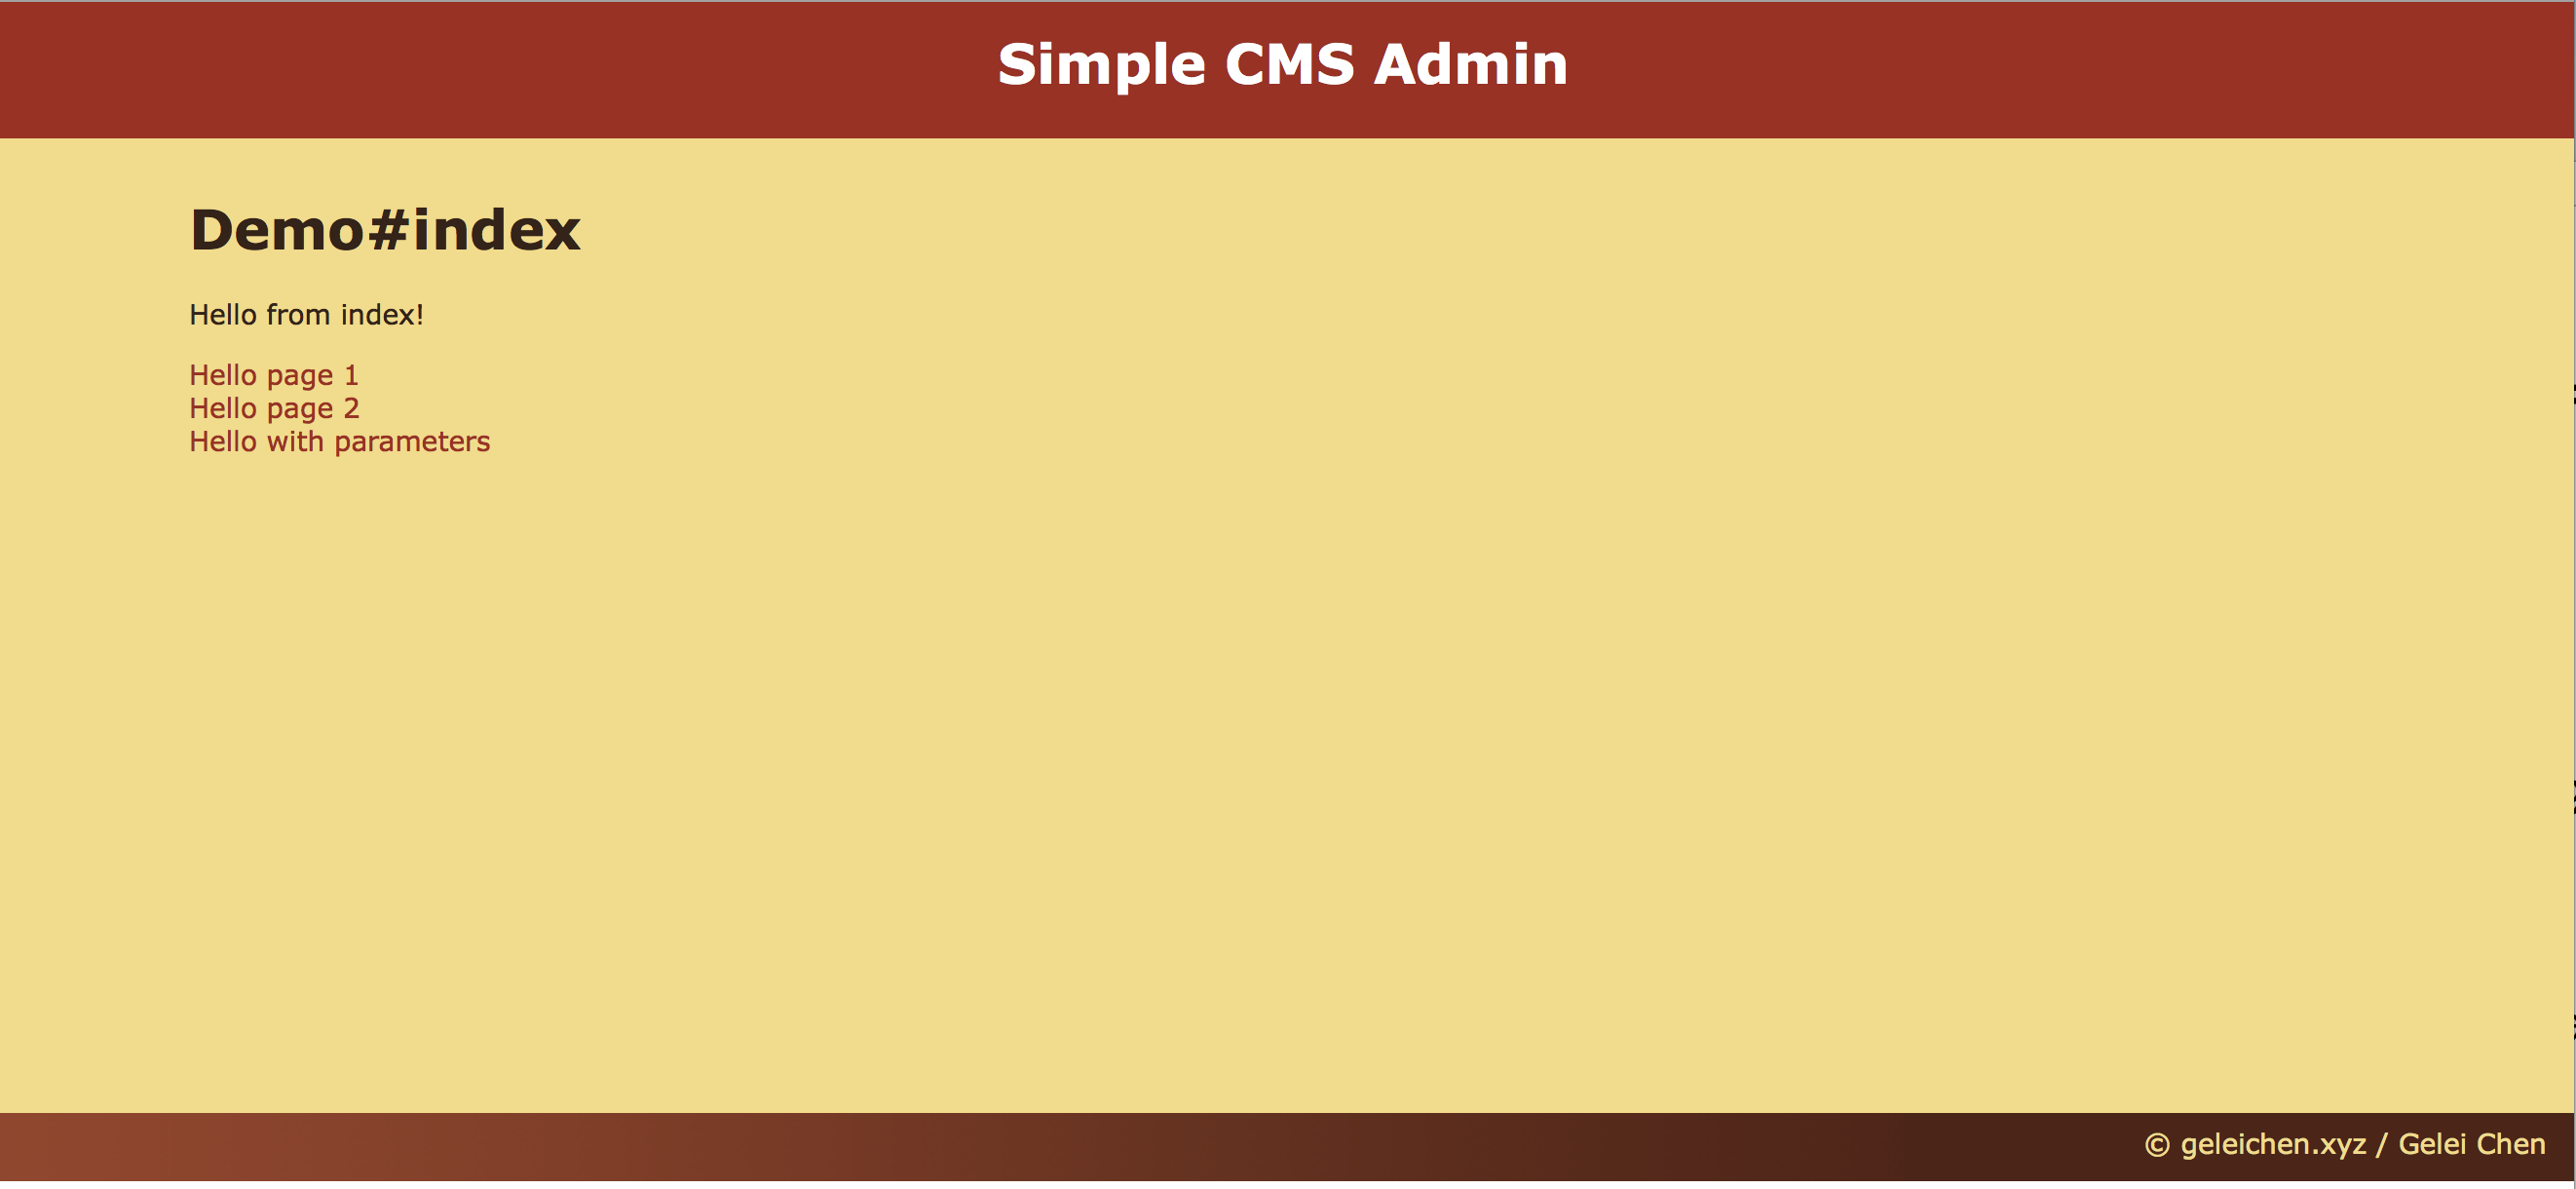 Simple CMS Admin
Demo#index
Hello from index!
Hello page 1
Hello page 2
Hello with parameters
© geleichen.xyz / Gelei Chen